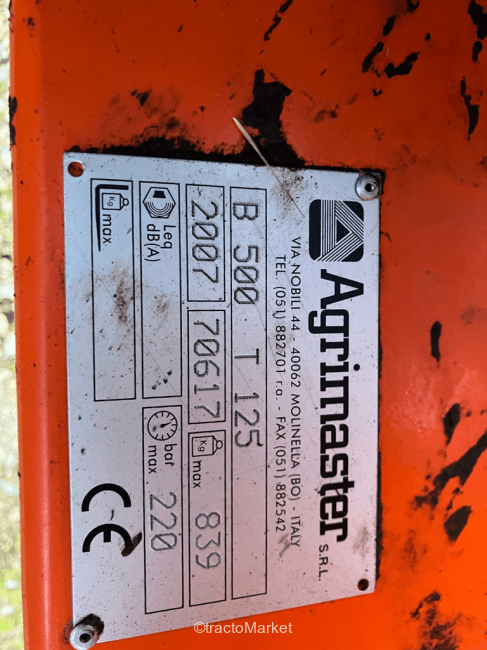 Agrimaster S.R.L.
VIA NOBILI 44 - 40062 MOLINELLA (BO) - ITALY
TEL. (051) 882701 r.a. - FAX (051) 882542
B 500 T 125
2007 70617 Kg max 839
Leq dB(A) bar max 220
Kg max
CE
©tractoMarket